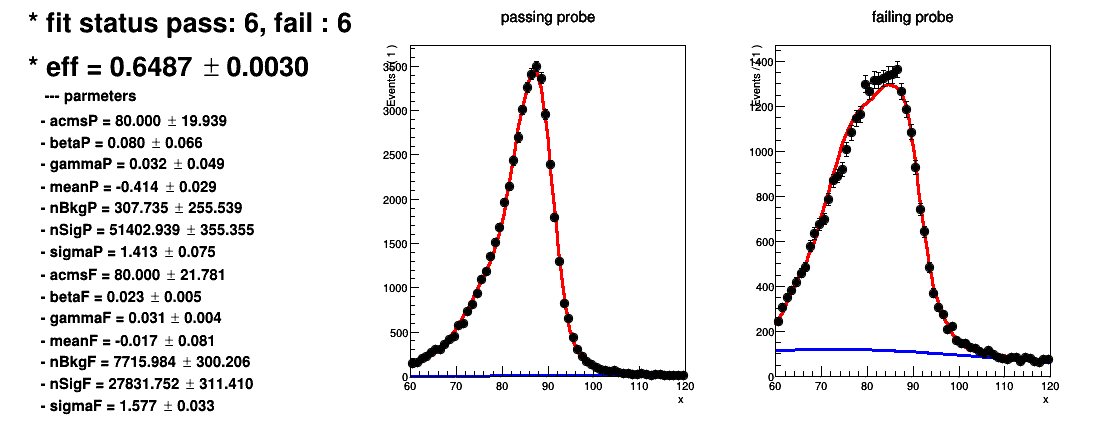 * fit status pass: 6, fail : 6
* eff = 0.6487 ± 0.0030
--- parmeters
- acmsP = 80.000 ± 19.939
- betaP = 0.080 ± 0.066
- gammaP = 0.032 ± 0.049
- meanP = -0.414 ± 0.029
- nBkgP = 307.735 ± 255.539
- nSigP = 51402.939 ± 355.355
- sigmaP = 1.413 ± 0.075
- acmsF = 80.000 ± 21.781
- betaF = 0.023 ± 0.005
- gammaF = 0.031 ± 0.004
- meanF = -0.017 ± 0.081
- nBkgF = 7715.984 ± 300.206
- nSigF = 27831.752 ± 311.410
- sigmaF = 1.577 ± 0.033
passing probe
Events / ( 1 )
3500
3000
2500
2000
1500
1000
500
0
60 70 80 90 100 110 120
x
failing probe
Events / ( 1 )
1400
1200
1000
800
600
400
200
0
60 70 80 90 100 110 120
x